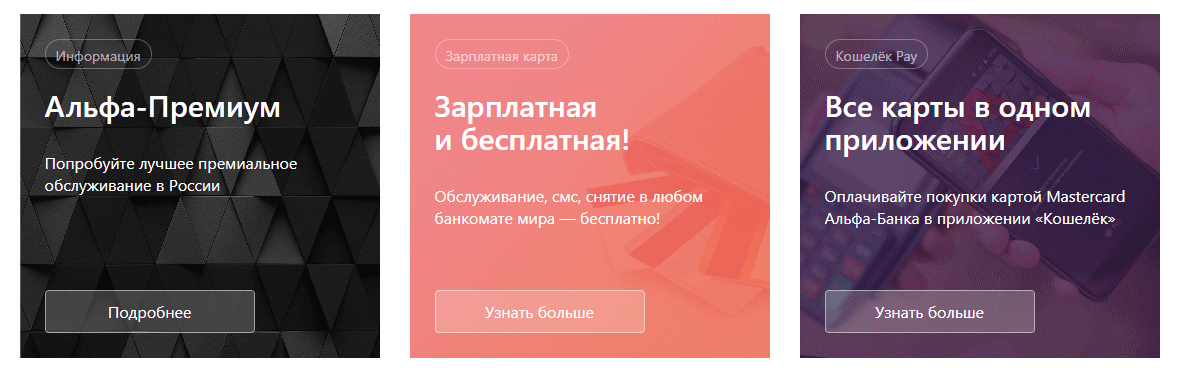 Информация
Альфа-Премиум
Попробуйте лучшее премиальное
обслуживание в России
Подробнее
Зарплатная карта
Зарплатная
и бесплатная!
Обслуживание, смс, снятие в любом
банкомате мира — бесплатно!
Узнать больше
Кошелёк Pay
Все карты в одном
приложении
Оплачивайте покупки картой Mastercard
Альфа-Банка в приложении «Кошелёк»
Узнать больше